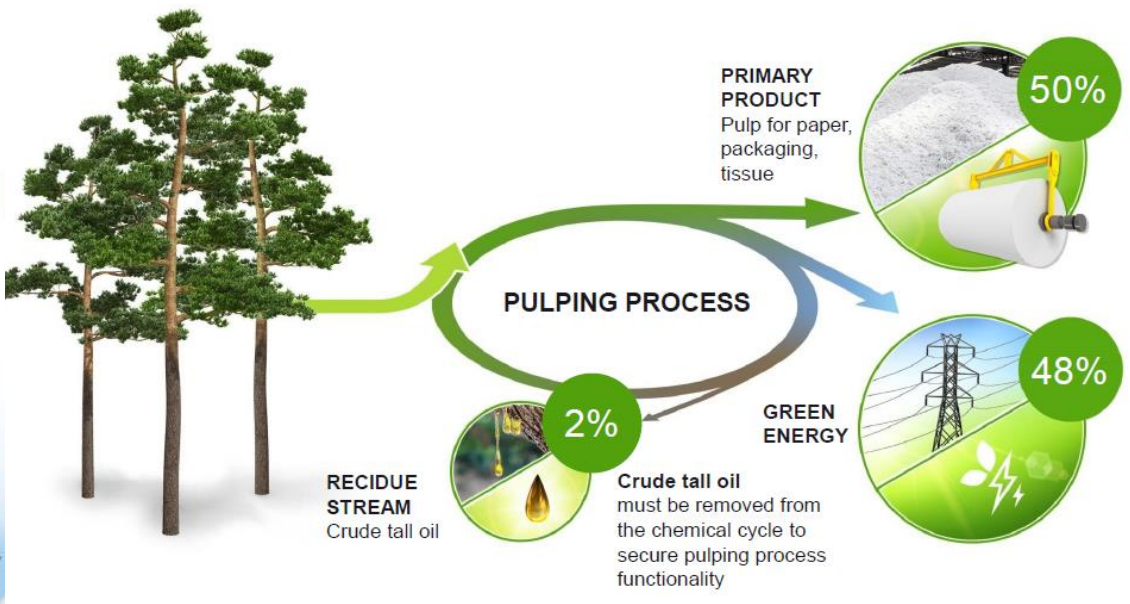 PRIMARY
PRODUCT
Pulp for paper,
packaging,
tissue
50%
PULPING PROCESS
48%
GREEN
ENERGY
2%
RECIDUE
STREAM
Crude tall oil
Crude tall oil
must be removed from
the chemical cycle to
secure pulping process
functionality